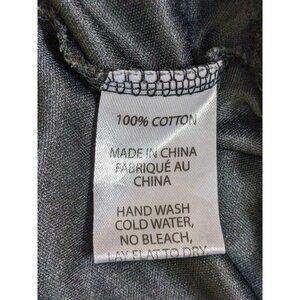 100% COTTON
MADE IN CHINA
FABRIQUÉ AU
CHINA
HAND WASH
COLD WATER,
NO BLEACH,
LAY FLAT TO DRY